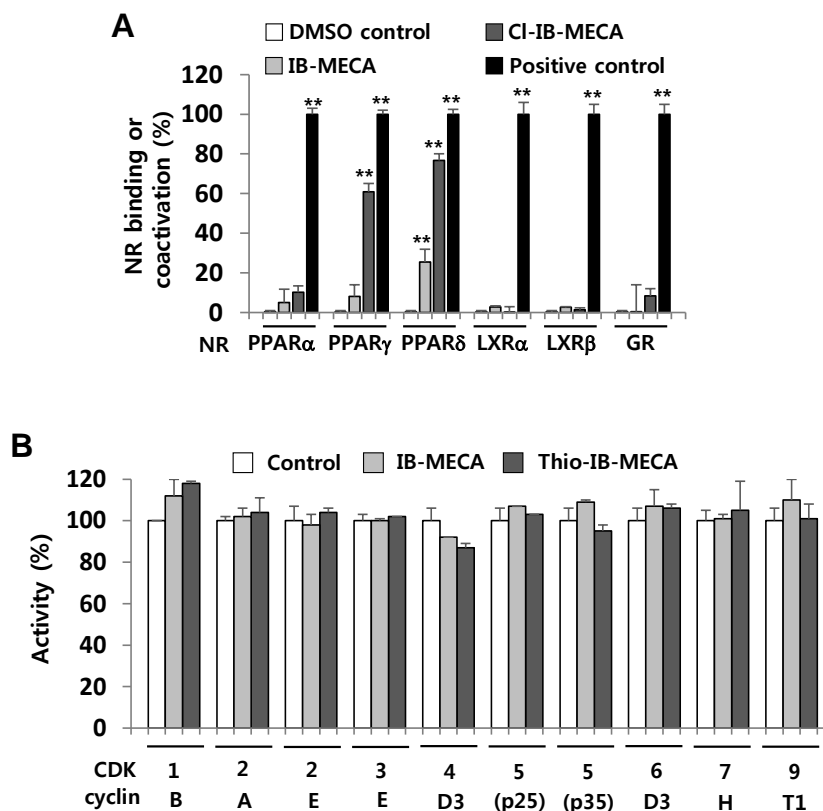 A
DMSO control
Cl-IB-MECA
IB-MECA
Positive control
NR binding or
coactivation (%)
120
100
80
60
40
20
0
** ** ** ** ** **
** **
**
NR PPARα PPARγ PPARδ LXRα LXRβ GR
B
Control IB-MECA Thio-IB-MECA
Activity (%)
120
100
80
60
40
20
0
CDK 1 2 2 3 4 5 5 6 7 9
cyclin B A E E D3 (p25) (p35) D3 H T1